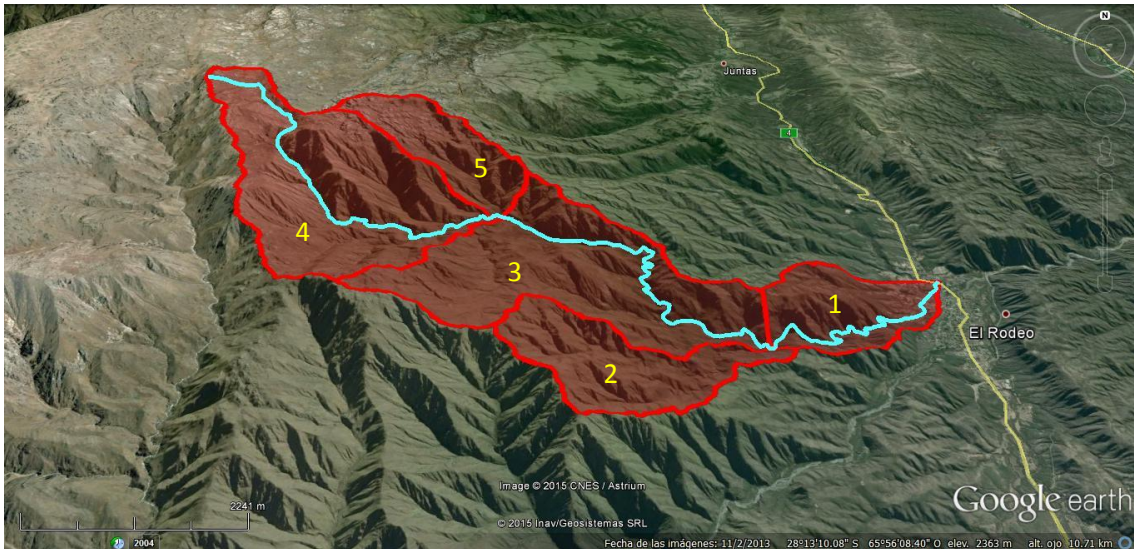 N
Juntas
4
5
4
3
1
El Rodeo
2
Image © 2015 CNES / Astrium
2241 m
Google earth
© 2015 Inav/Geosistemas SRL
2004
Fecha de las imágenes: 11/2/2013 28°13'10.08" S 65°56'08.40" O elev. 2363 m alt. ojo 10.71 km